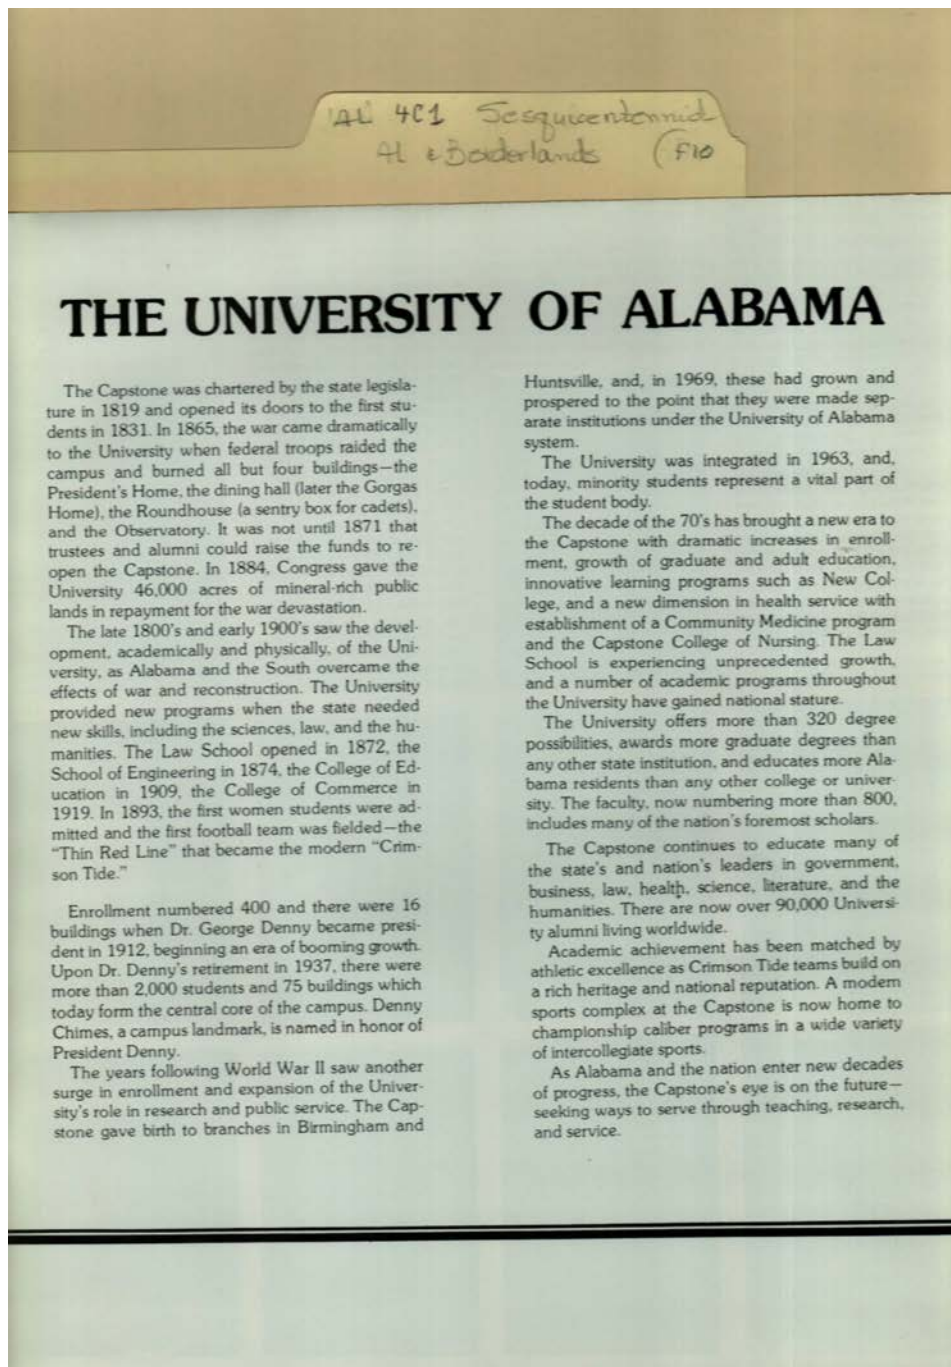 AL 4C1 Sesquicentennial
Al & Borderlands (F10
THE UNIVERSITY OF ALABAMA
The Capstone was chartered by the state legisla-
ture in 1819 and opened its doors to the first stu-
dents in 1831. In 1865, the war came dramatically
to the University when federal troops raided the
campus and burned all but four buildings—the
President's Home, the dining hall (later the Gorgas
Home), the Roundhouse (a sentry box for cadets),
and the Observatory. It was not until 1871 that
trustees and alumni could raise the funds to re-
open the Capstone. In 1884, Congress gave the
University 46,000 acres of mineral-rich public
lands in repayment for the war devastation.
The late 1800's and early 1900's saw the devel-
opment, academically and physically, of the Uni-
versity, as Alabama and the South overcame the
effects of war and reconstruction. The University
provided new programs when the state needed
new skills, including the sciences, law, and the hu-
manities. The Law School opened in 1872, the
School of Engineering in 1874, the College of Ed-
ucation in 1909, the College of Commerce in
1919. In 1893, the first women students were ad-
mitted and the first football team was fielded—the
"Thin Red Line" that became the modern "Crim-
son Tide."
Enrollment numbered 400 and there were 16
buildings when Dr. George Denny became presi-
dent in 1912, beginning an era of booming growth.
Upon Dr. Denny's retirement in 1937, there were
more than 2,000 students and 75 buildings which
today form the central core of the campus. Denny
Chimes, a campus landmark, is named in honor of
President Denny.
The years following World War II saw another
surge in enrollment and expansion of the Univer-
sity's role in research and public service. The Cap-
stone gave birth to branches in Birmingham and
Huntsville, and, in 1969, these had grown and
prospered to the point that they were made sep-
arate institutions under the University of Alabama
system.
The University was integrated in 1963, and,
today, minority students represent a vital part of
the student body.
The decade of the 70's has brought a new era to
the Capstone with dramatic increases in enroll-
ment, growth of graduate and adult education,
innovative learning programs such as New Col-
lege, and a new dimension in health service with
establishment of a Community Medicine program
and the Capstone College of Nursing. The Law
School is experiencing unprecedented growth,
and a number of academic programs throughout
the University have gained national stature.
The University offers more than 320 degree
possibilities, awards more graduate degrees than
any other state institution, and educates more Ala-
bama residents than any other college or univer-
sity. The faculty, now numbering more than 800,
includes many of the nation's foremost scholars.
The Capstone continues to educate many of
the state's and nation's leaders in government,
business, law, health, science, literature, and the
humanities. There are now over 90,000 Universi-
ty alumni living worldwide.
Academic achievement has been matched by
athletic excellence as Crimson Tide teams build on
a rich heritage and national reputation. A modern
sports complex at the Capstone is now home to
championship caliber programs in a wide variety
of intercollegiate sports.
As Alabama and the nation enter new decades
of progress, the Capstone's eye is on the future—
seeking ways to serve through teaching, research,
and service.